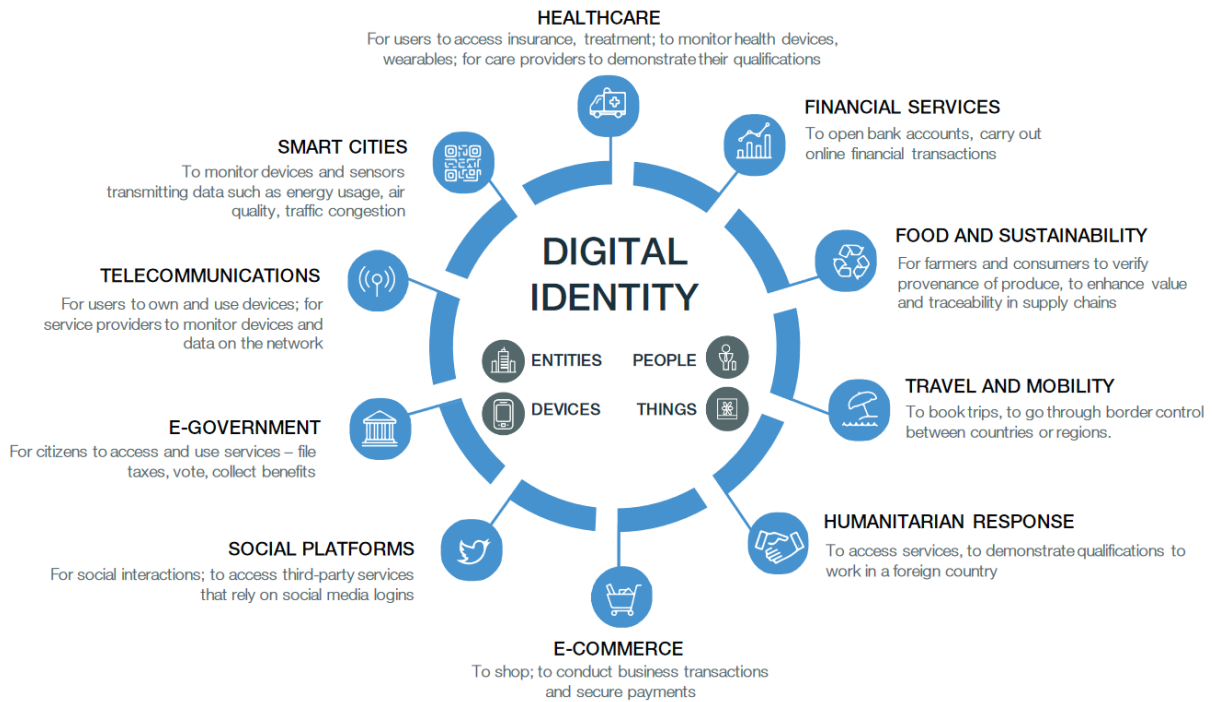 HEALTHCARE
For users to access insurance, treatment; to monitor health devices,
wearables; for care providers to demonstrate their qualifications
FINANCIAL SERVICES
To open bank accounts, carry out
online financial transactions
FOOD AND SUSTAINABILITY
For farmers and consumers to verify
provenance of produce, to enhance value
and traceability in supply chains
TRAVEL AND MOBILITY
To book trips, to go through border control
between countries or regions.
HUMANITARIAN RESPONSE
To access services, to demonstrate qualifications to
work in a foreign country
E-COMMERCE
To shop; to conduct business transactions
and secure payments
SOCIAL PLATFORMS
For social interactions; to access third-party services
that rely on social media logins
E-GOVERNMENT
For citizens to access and use services – file
taxes, vote, collect benefits
TELECOMMUNICATIONS
For users to own and use devices; for
service providers to monitor devices and
data on the network
SMART CITIES
To monitor devices and sensors
transmitting data such as energy usage, air
quality, traffic congestion
DIGITAL
IDENTITY
ENTITIES
PEOPLE
DEVICES
THINGS